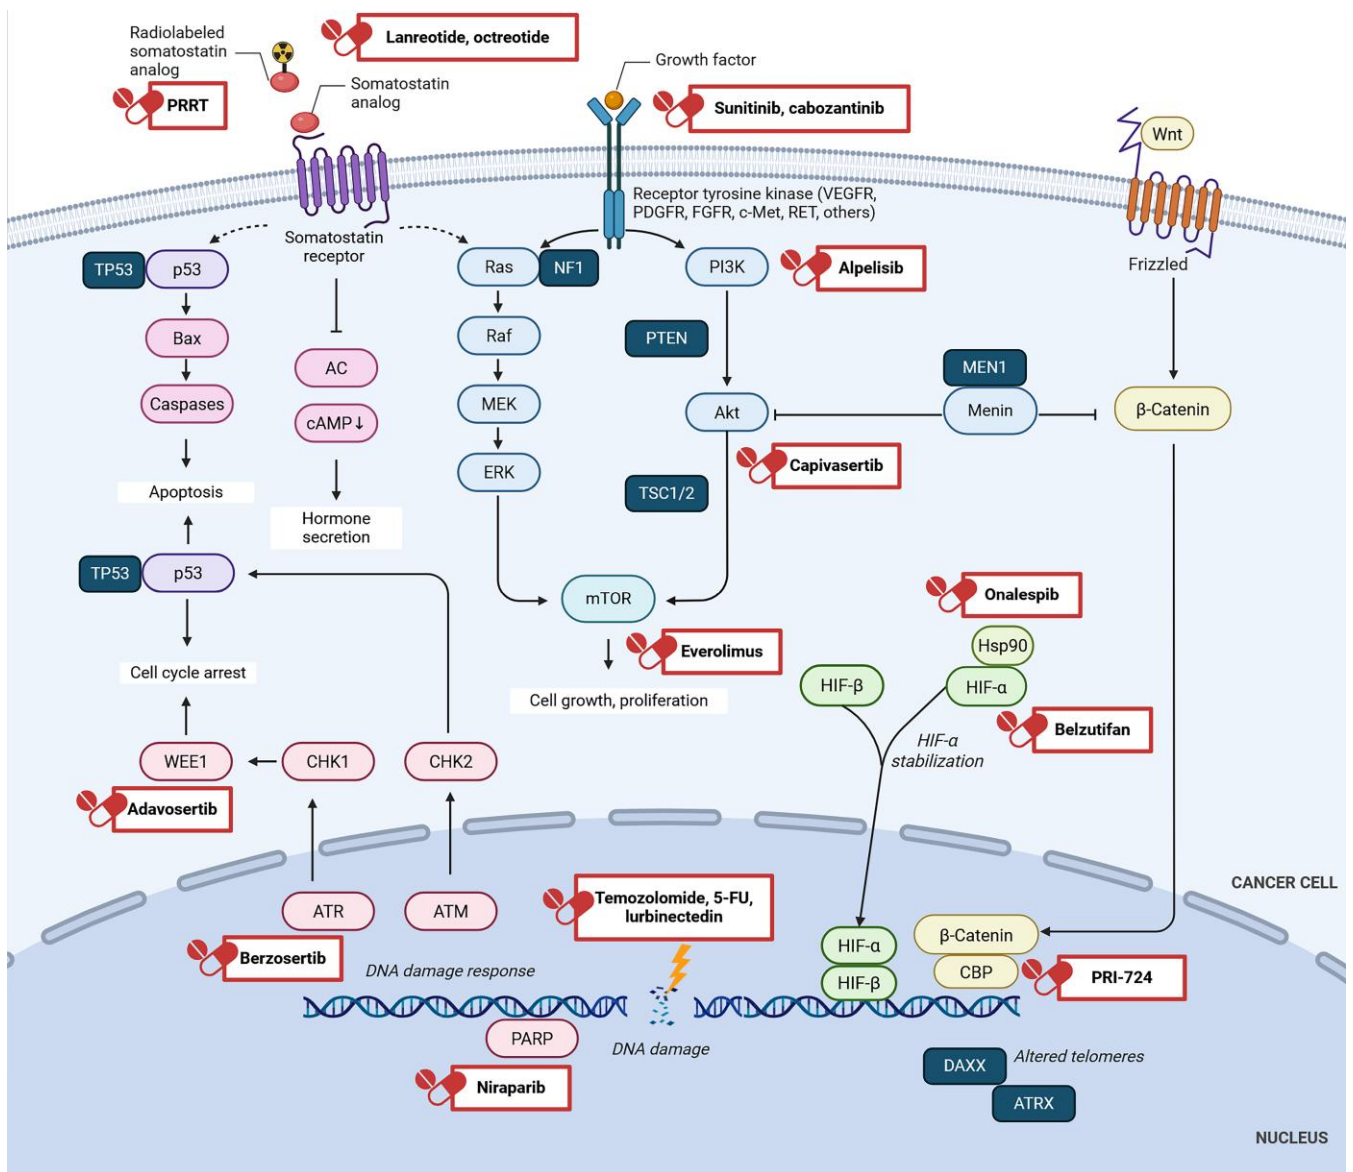 Radiolabeled
somatostatin
analog
PRRT
Lanreotide, octreotide
Somatostatin
analog
Growth factor
Sunitinib, cabozantinib
Wnt
Receptor tyrosine kinase (VEGFR,
PDGFR, FGFR, c-Met, RET, others)
Somatostatin
receptor
Frizzled
TP53
p53
Ras
NF1
PI3K
Alpelisib
Bax
AC
Raf
PTEN
MEN1
Caspases
cAMP↓
MEK
Akt
Menin
β-Catenin
Capivasertib
ERK
TSC1/2
Apoptosis
Hormone
secretion
TP53
p53
mTOR
Onalespib
Hsp90
Everolimus
Cell cycle arrest
Cell growth, proliferation
HIF-β
HIF-α
Belzutifan
HIF-α
stabilization
WEE1
CHK1
CHK2
Adavosertib
ATR
ATM
Temozolomide, 5-FU,
lurbinectedin
CANCER CELL
Berzosertib
DNA damage response
HIF-α
HIF-β
β-Catenin
CBP
PRI-724
PARP
DNA damage
Niraparib
DAXX
Altered telomeres
ATRX
NUCLEUS